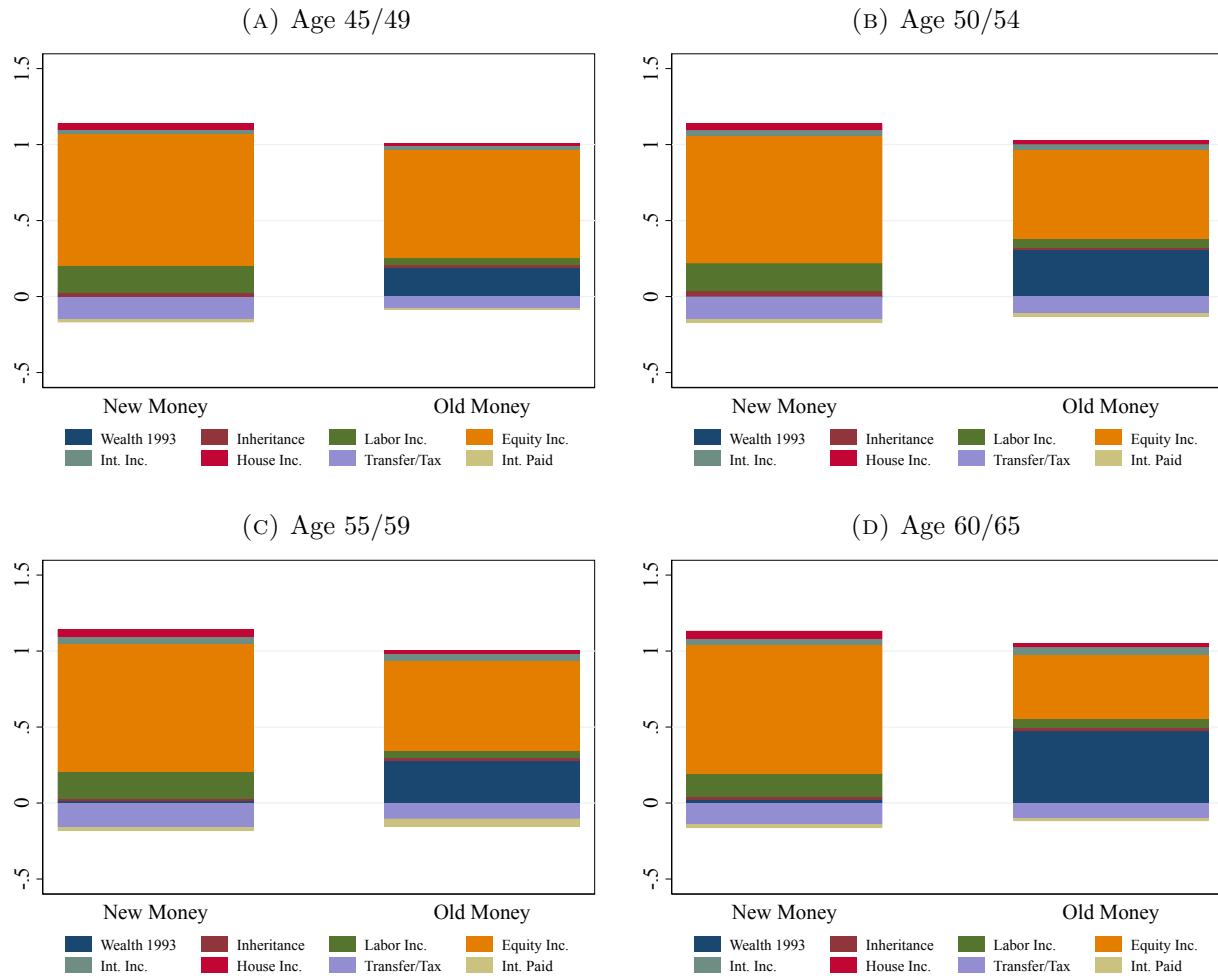 (A) Age 45/49
1.5
1
.5
0
-.5
New Money Old Money
Wealth 1993 Inheritance Labor Inc. Equity Inc.
Int. Inc. House Inc. Transfer/Tax Int. Paid
(B) Age 50/54
1.5
1
.5
0
-.5
New Money Old Money
Wealth 1993 Inheritance Labor Inc. Equity Inc.
Int. Inc. House Inc. Transfer/Tax Int. Paid
(C) Age 55/59
1.5
1
.5
0
-.5
New Money Old Money
Wealth 1993 Inheritance Labor Inc. Equity Inc.
Int. Inc. House Inc. Transfer/Tax Int. Paid
(D) Age 60/65
1.5
1
.5
0
-.5
New Money Old Money
Wealth 1993 Inheritance Labor Inc. Equity Inc.
Int. Inc. House Inc. Transfer/Tax Int. Paid